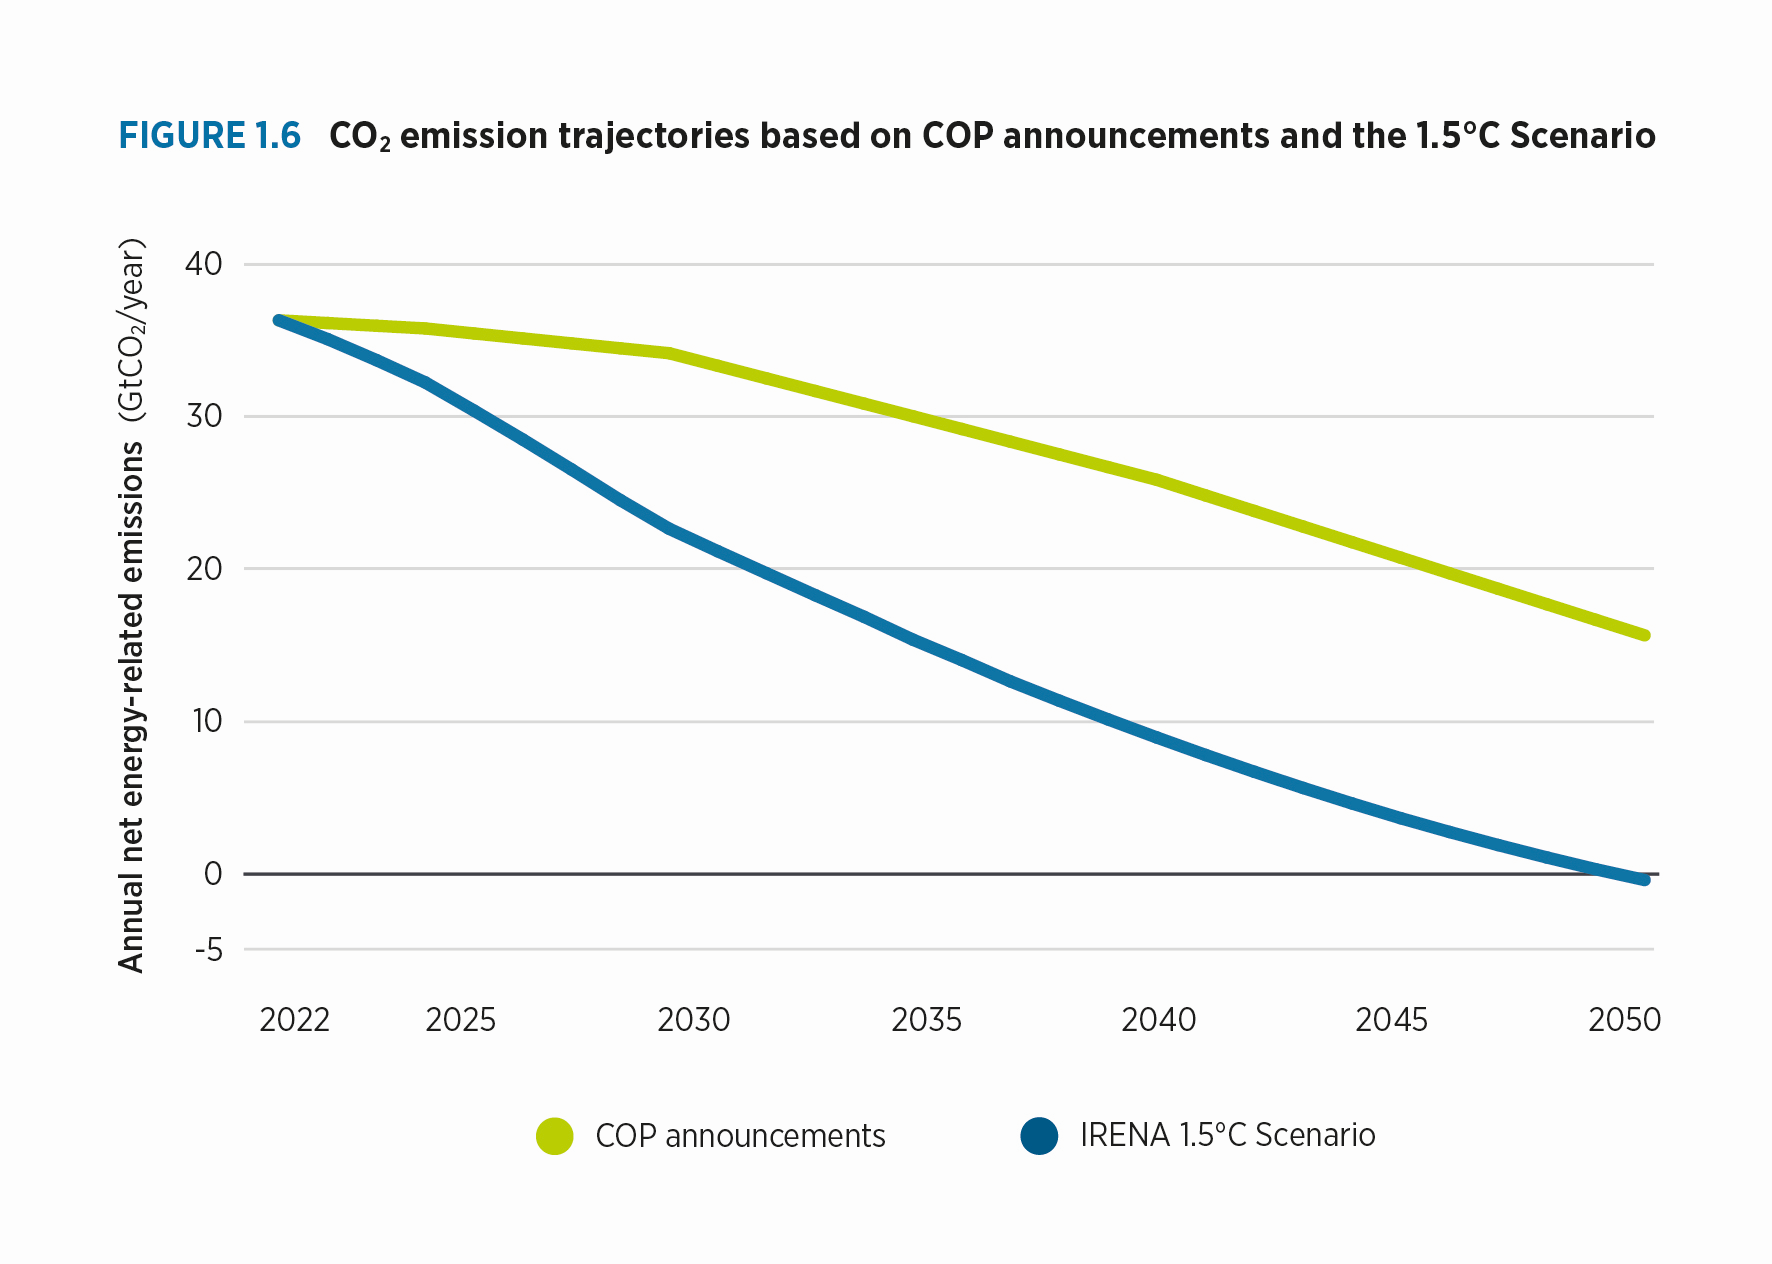 FIGURE 1.6 CO₂ emission trajectories based on COP announcements and the 1.5°C Scenario
Annual net energy-related emissions (GtCO₂/year)
40
30
20
10
0
-5
2022 2025 2030 2035 2040 2045 2050
COP announcements IRENA 1.5°C Scenario